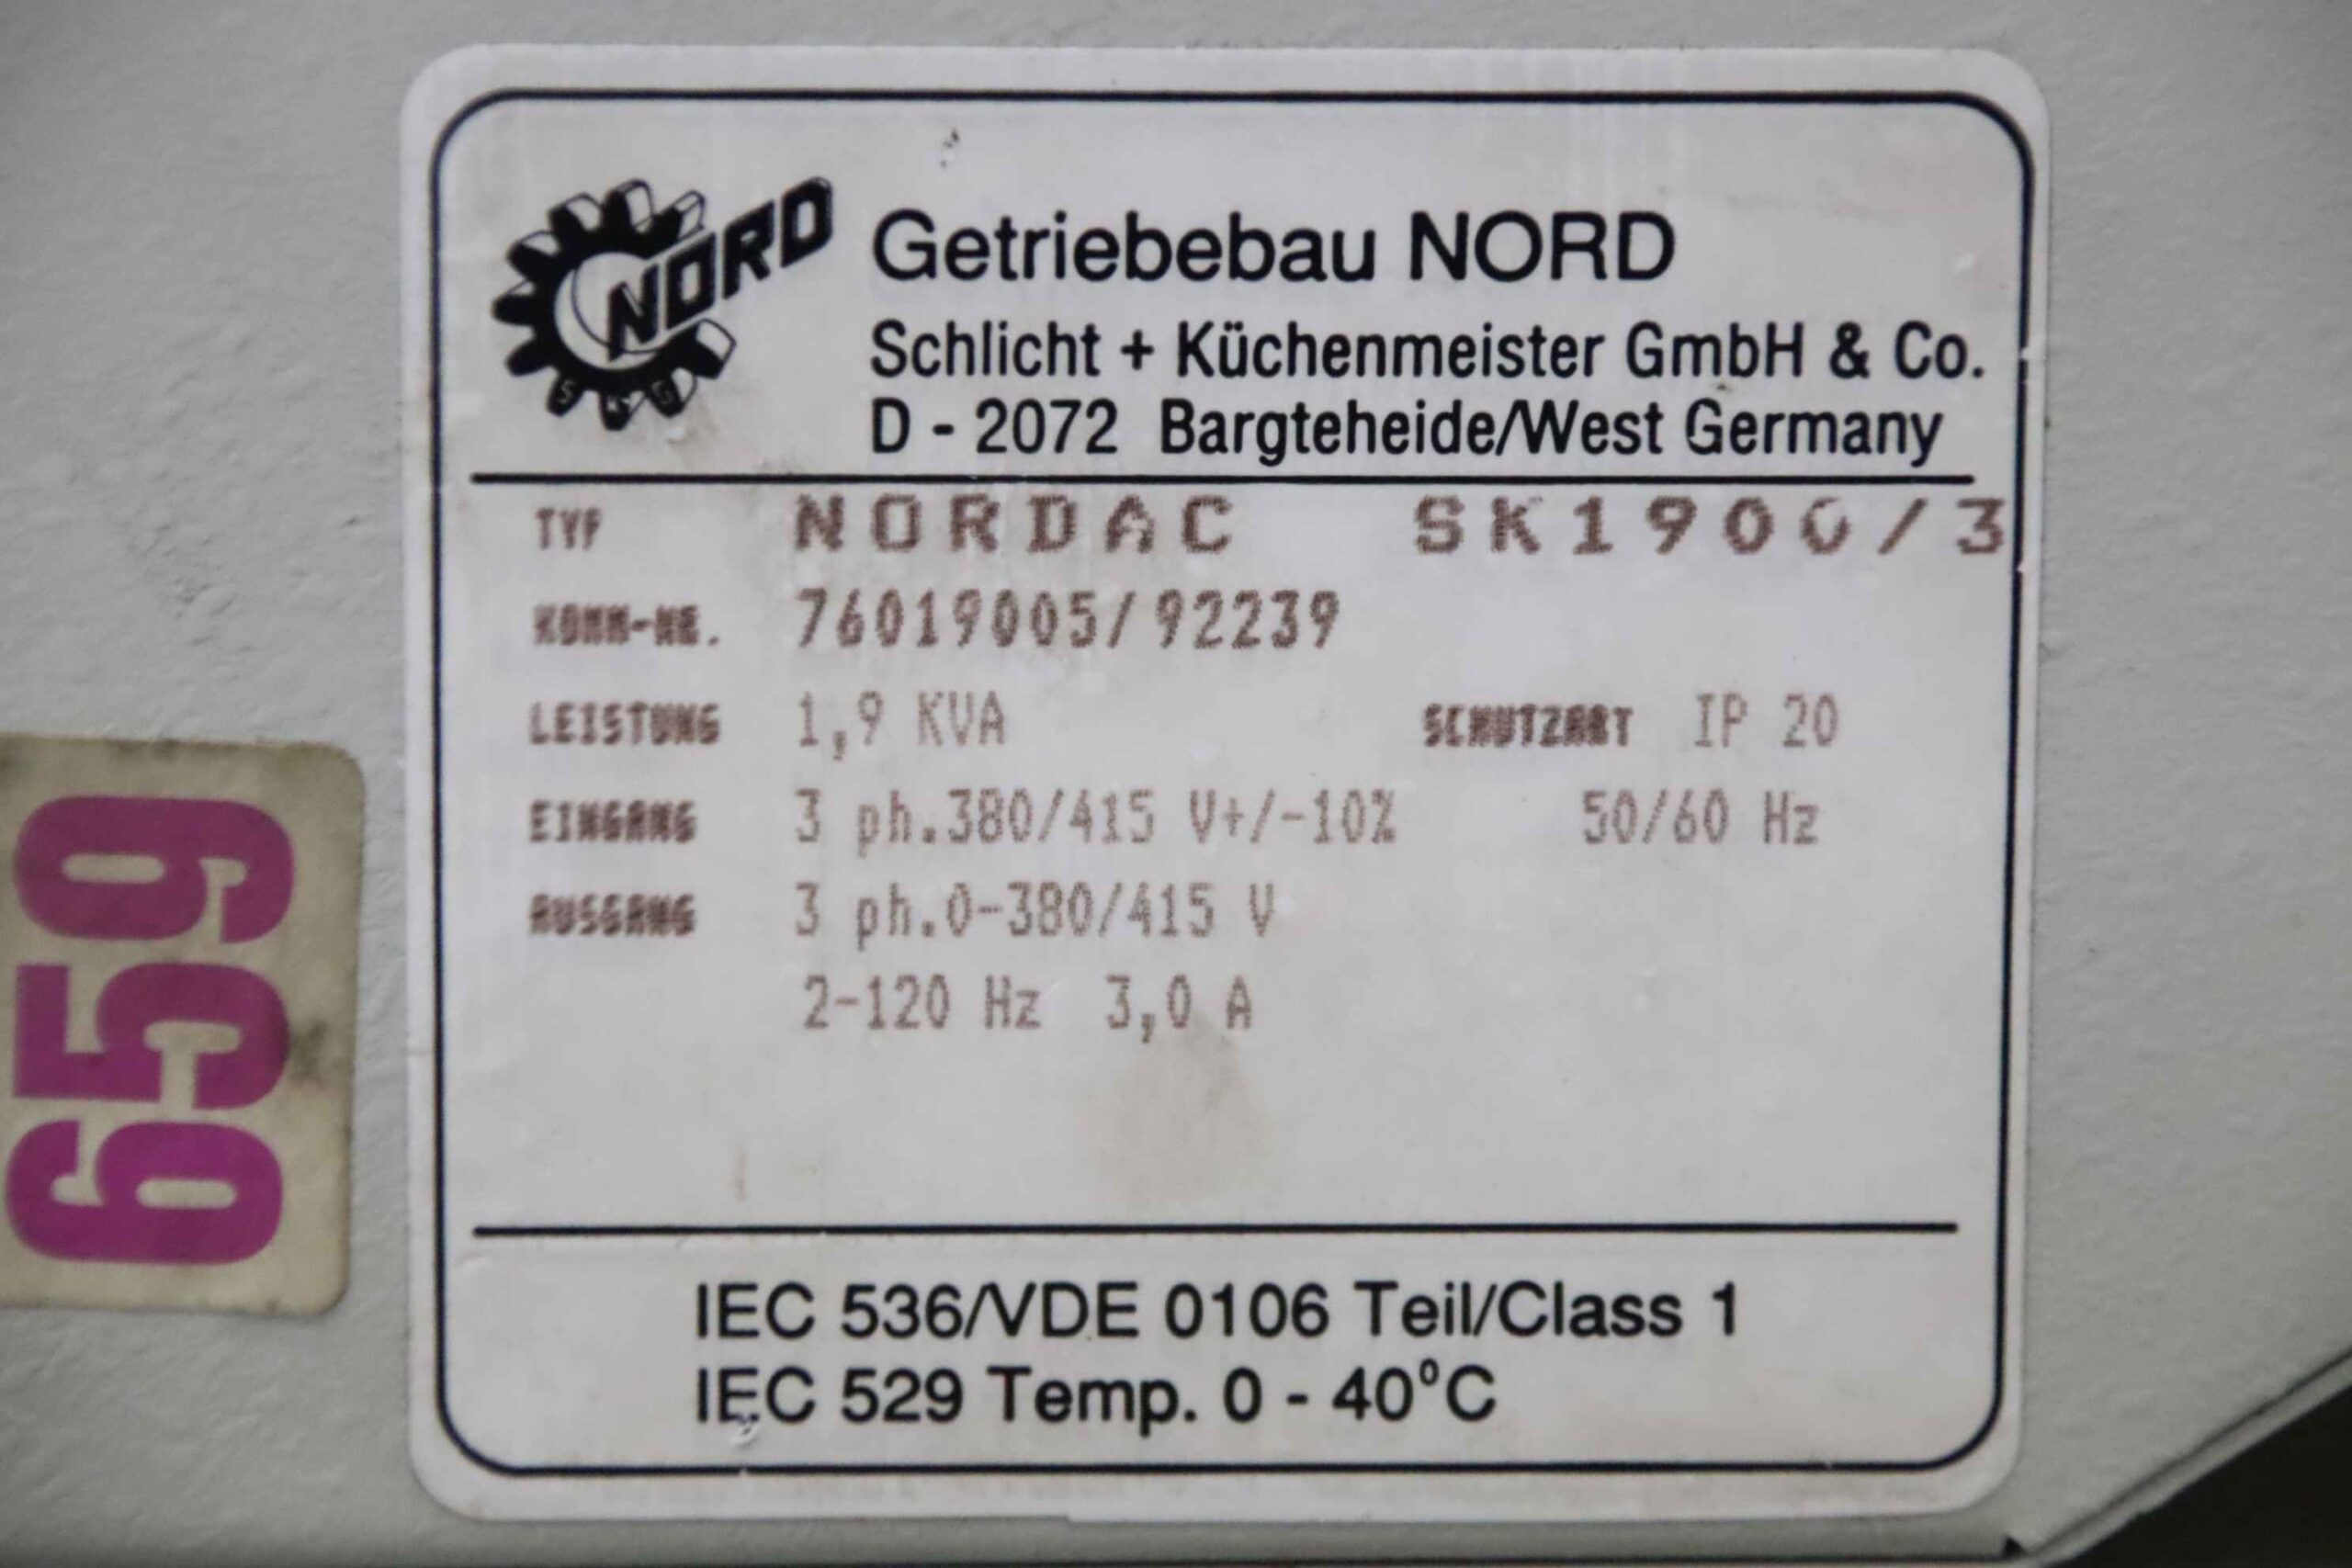 NORD
S K G
Getriebebau NORD
Schlicht + Küchenmeister GmbH & Co.
D - 2072 Bargteheide/West Germany
TYP NORDAC SK1900/3
KOMM-NR. 76019005/92239
LEISTUNG 1,9 KVA SCHUTZART IP 20
EINGANG 3 ph.380/415 V+/-10% 50/60 Hz
AUSGANG 3 ph.0-380/415 V
2-120 Hz 3,0 A
IEC 536/VDE 0106 Teil/Class 1
IEC 529 Temp. 0 - 40°C
659